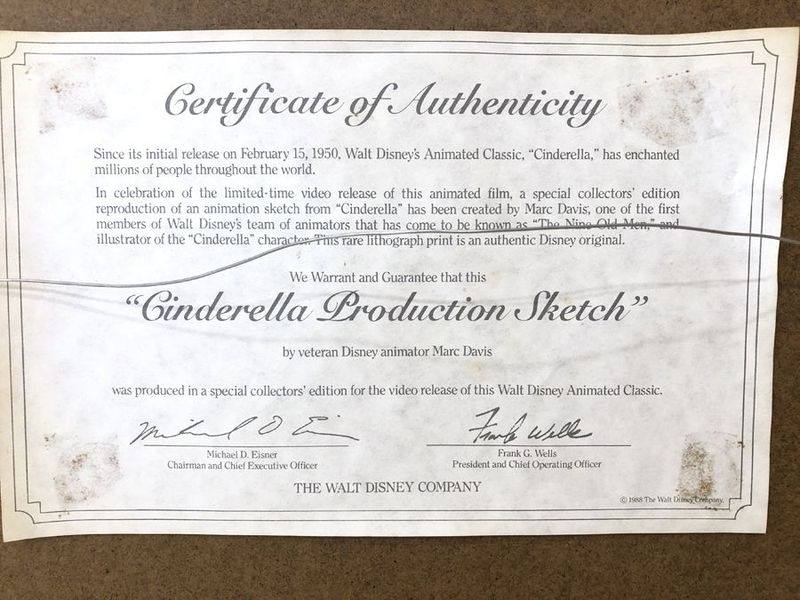 Certificate of Authenticity
Since its initial release on February 15, 1950, Walt Disney's Animated Classic, "Cinderella," has enchanted
millions of people throughout the world.
In celebration of the limited-time video release of this animated film, a special collectors' edition
reproduction of an animation sketch from "Cinderella" has been created by Marc Davis, one of the first
members of Walt Disney's team of animators that has come to be known as "The Nine Old Men," and
illustrator of the "Cinderella" character. This rare lithograph print is an authentic Disney original.
We Warrant and Guarantee that this
"Cinderella Production Sketch"
by veteran Disney animator Marc Davis
was produced in a special collectors' edition for the video release of this Walt Disney Animated Classic.
Michael D Eisner
Frank Wells
Michael D. Eisner
Frank G. Wells
Chairman and Chief Executive Officer
President and Chief Operating Officer
THE WALT DISNEY COMPANY
© 1988 The Walt Disney Company.